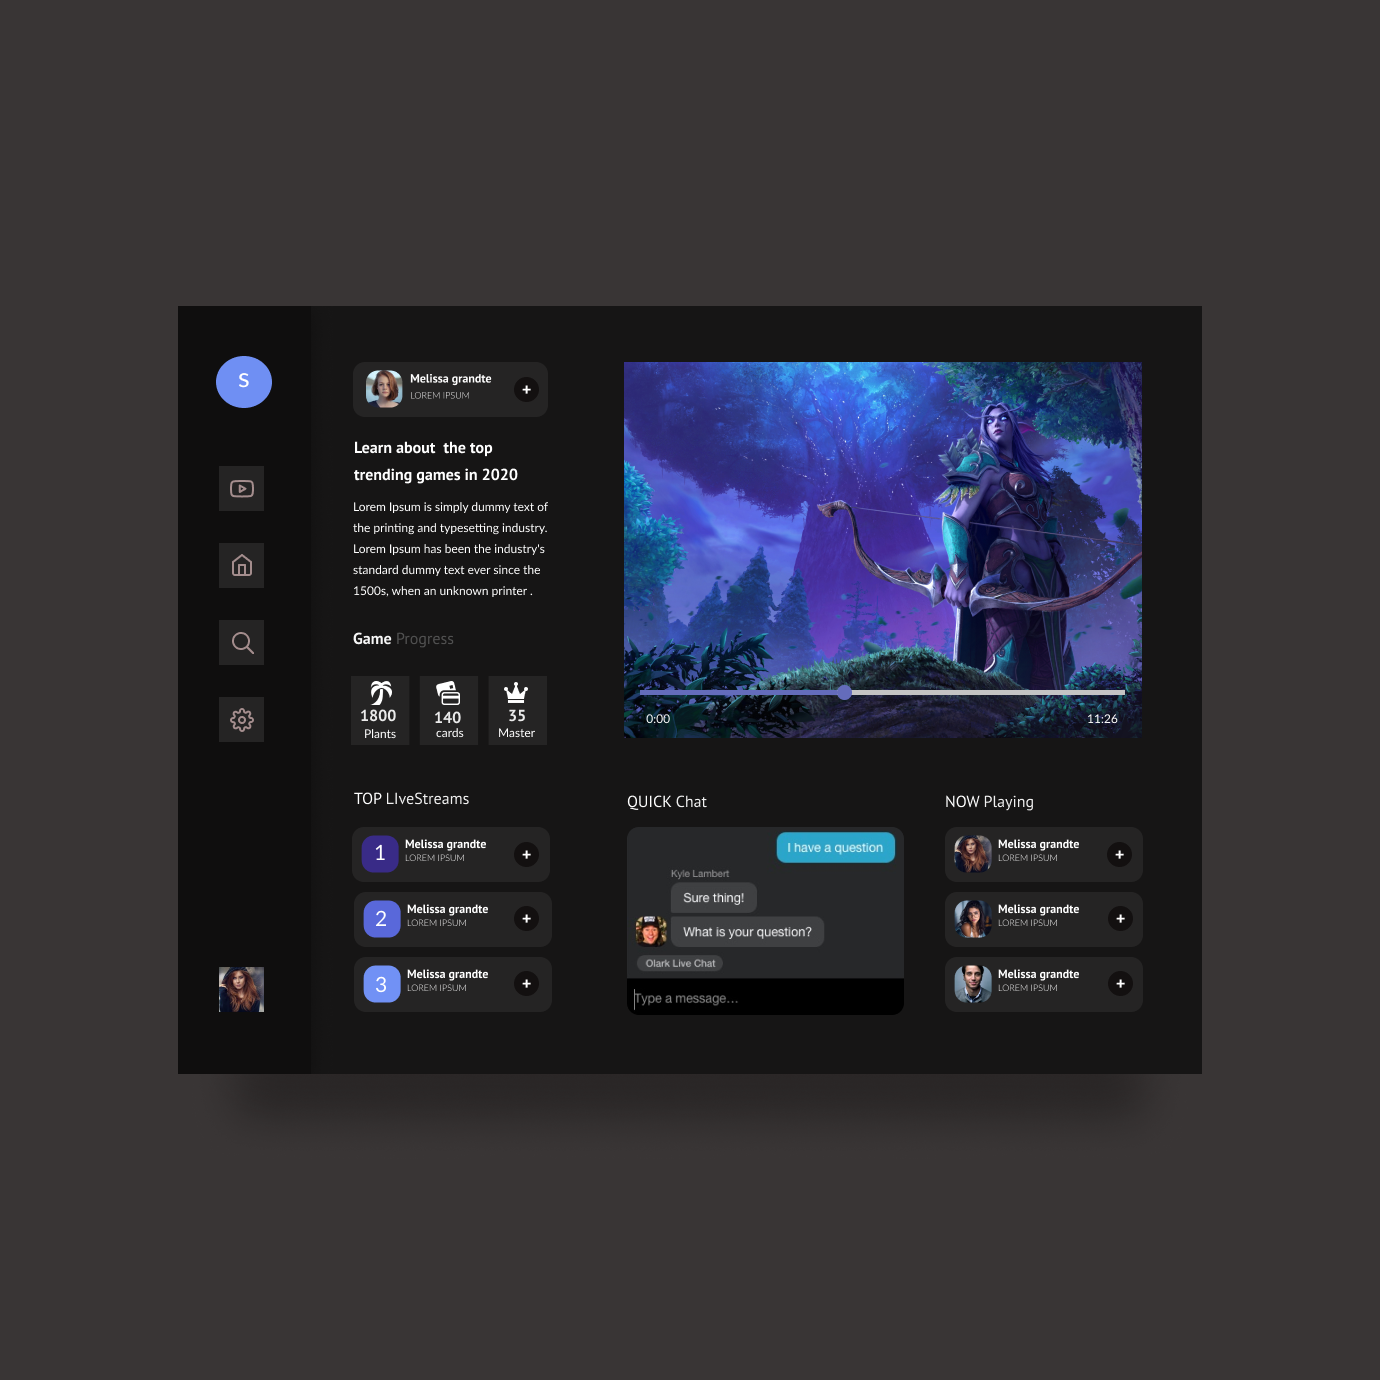 S
Melissa grandte
LOREM IPSUM
Learn about  the top
trending games in 2020
Lorem Ipsum is simply dummy text of
the printing and typesetting industry.
Lorem Ipsum has been the industry's
standard dummy text ever since the
1500s, when an unknown printer .
Game Progress
1800
Plants
140
cards
35
Master
0:00
11:26
TOP LIveStreams
1
Melissa grandte
LOREM IPSUM
2
Melissa grandte
LOREM IPSUM
3
Melissa grandte
LOREM IPSUM
QUICK Chat
I have a question
Kyle Lambert
Sure thing!
What is your question?
Olark Live Chat
Type a message...
NOW Playing
Melissa grandte
LOREM IPSUM
Melissa grandte
LOREM IPSUM
Melissa grandte
LOREM IPSUM